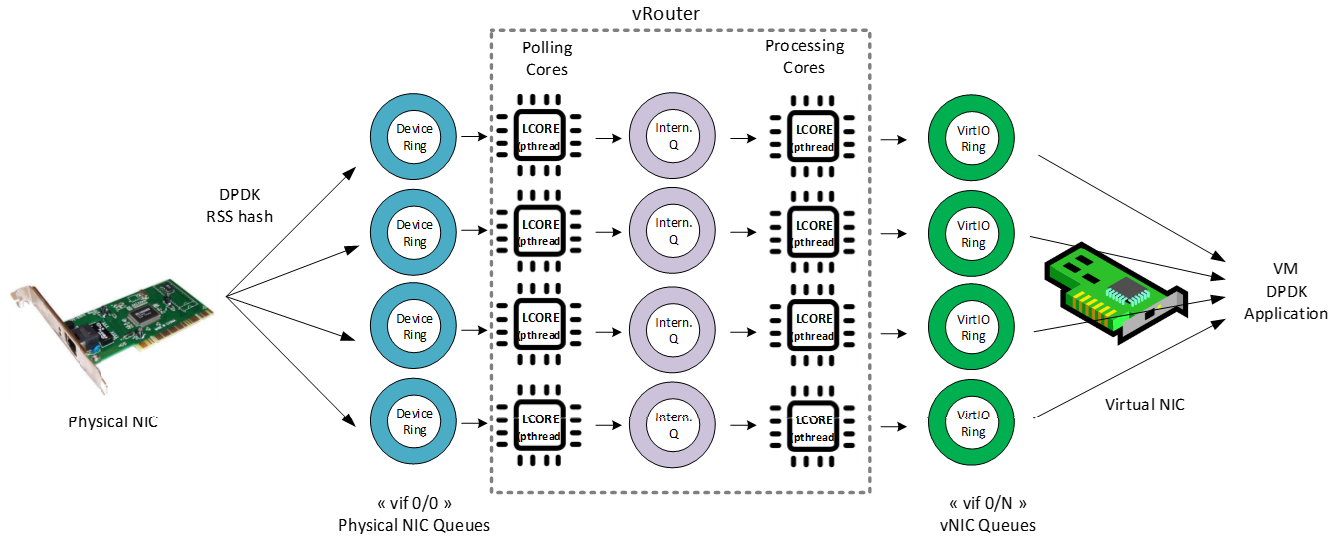 vRouter
Polling
Cores
Processing
Cores
Device
Ring
LCORE
(pthread
Intern.
Q
LCORE
(pthread
VirtIO
Ring
DPDK
RSS hash
Device
Ring
LCORE
(pthread
Intern.
Q
LCORE
(pthread
VirtIO
Ring
VM
DPDK
Application
Device
Ring
LCORE
(pthread
Intern.
Q
LCORE
(pthread
VirtIO
Ring
Physical NIC
Device
Ring
LCORE
(pthread
Intern.
Q
LCORE
(pthread
VirtIO
Ring
Virtual NIC
« vif 0/0 »
Physical NIC Queues
« vif 0/N »
vNIC Queues